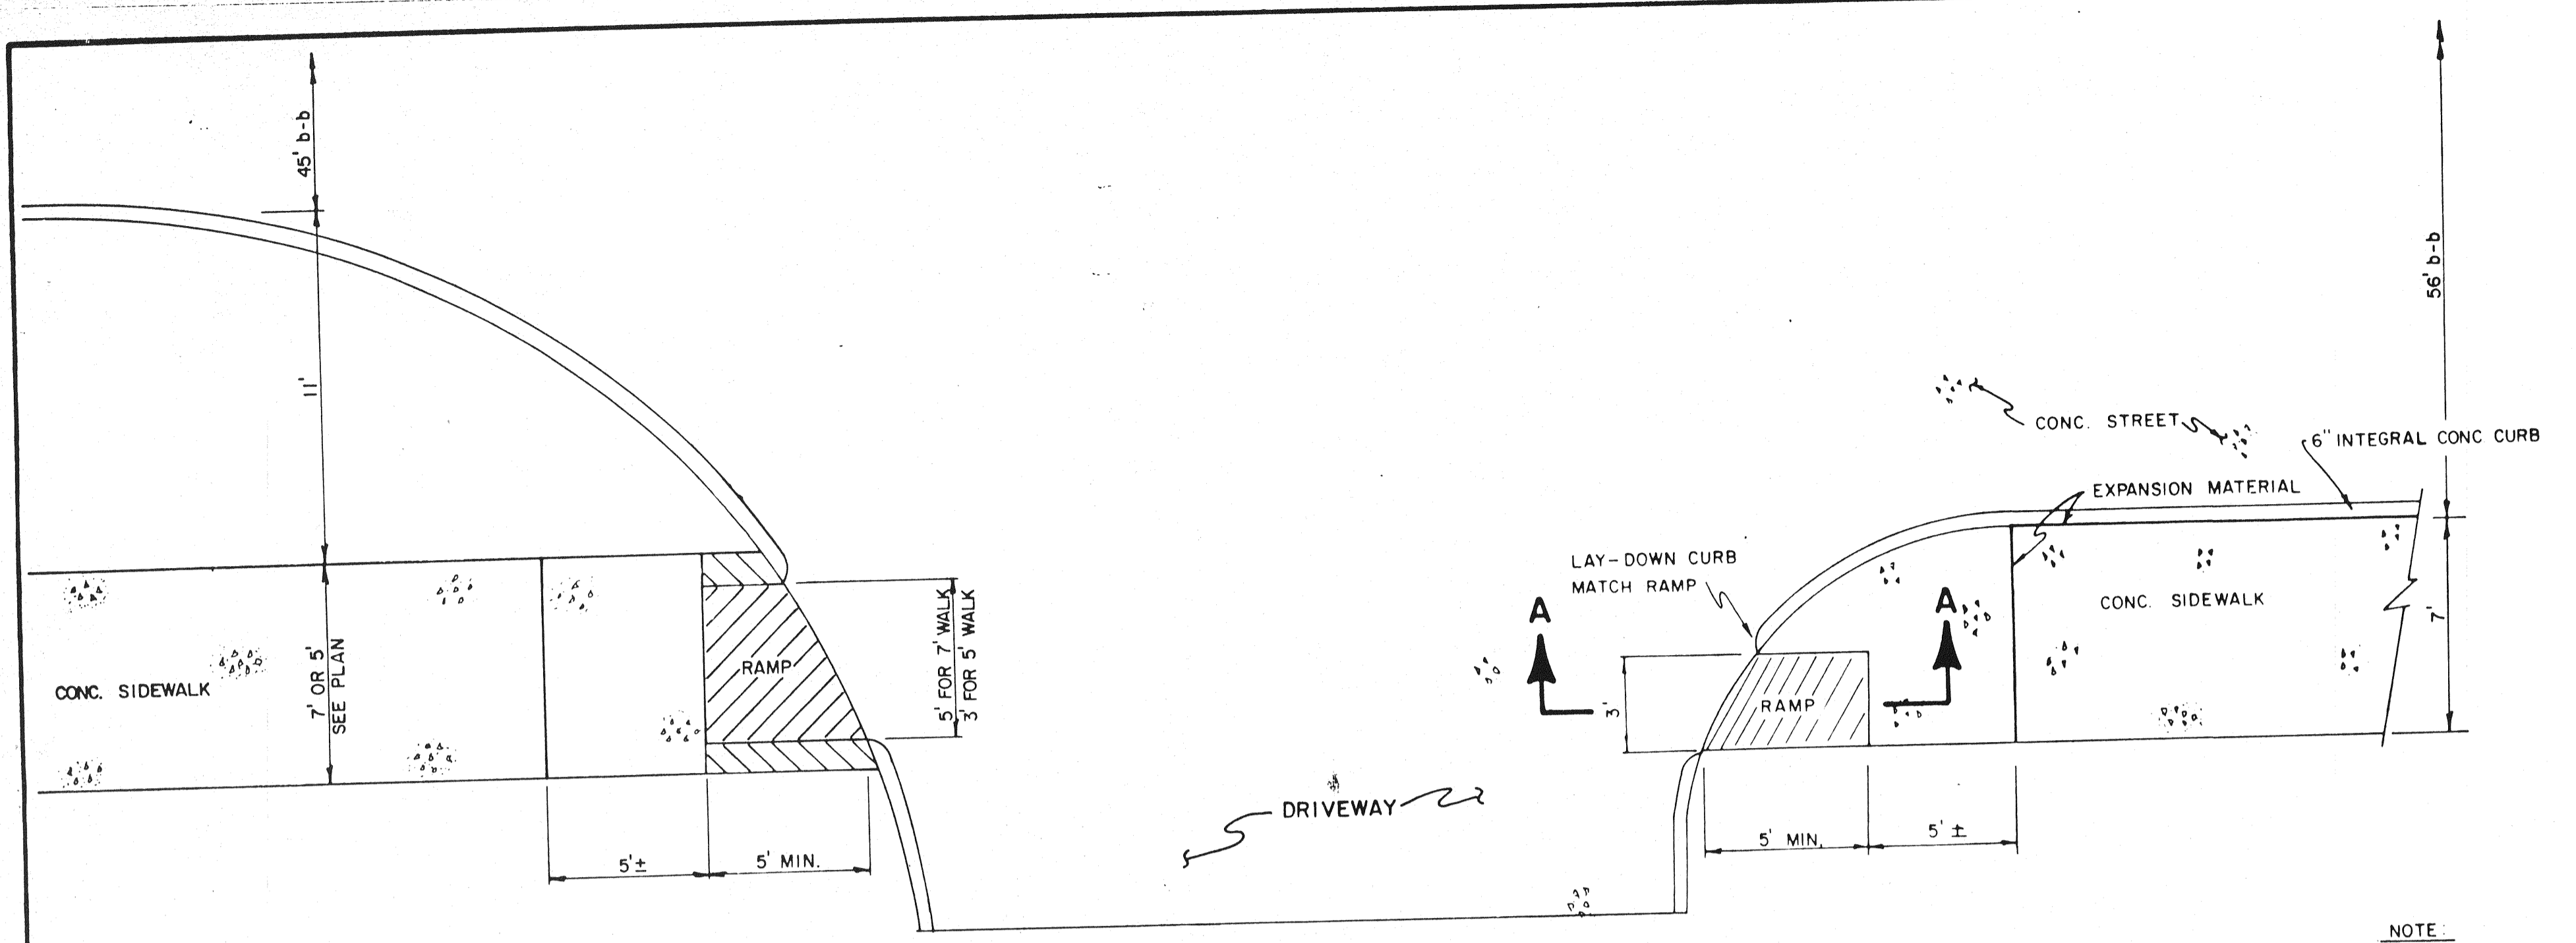 45' b-b
11'
7' OR 5'
SEE PLAN
CONC. SIDEWALK
RAMP
5' FOR 7' WALK
3' FOR 5' WALK
5'±
5' MIN.
DRIVEWAY
56' b-b
CONC. STREET
6" INTEGRAL CONC CURB
EXPANSION MATERIAL
LAY-DOWN CURB
MATCH RAMP
A
A
CONC. SIDEWALK
7'
3'
RAMP
5' MIN.
5' ±
NOTE: